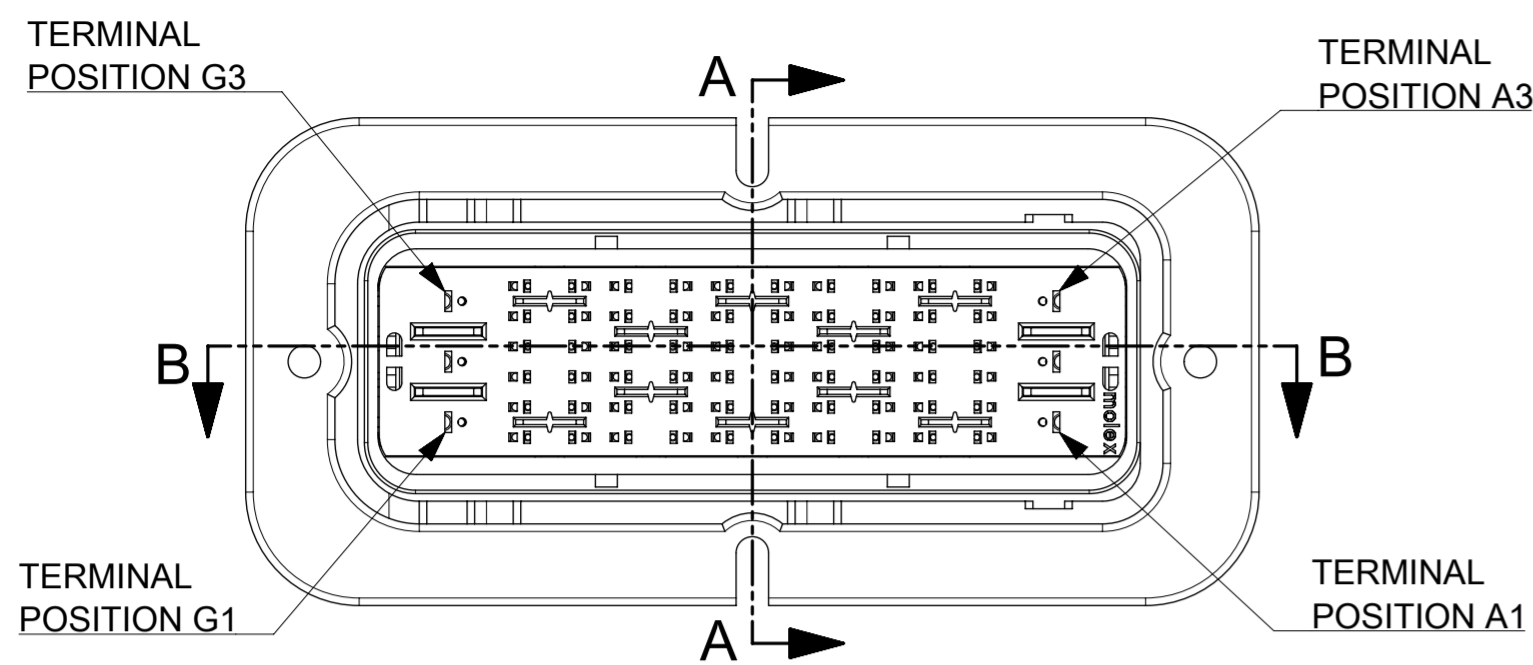 TERMINAL
POSITION G3
A
TERMINAL
POSITION A3
B
B
molex
TERMINAL
POSITION G1
A
TERMINAL
POSITION A1